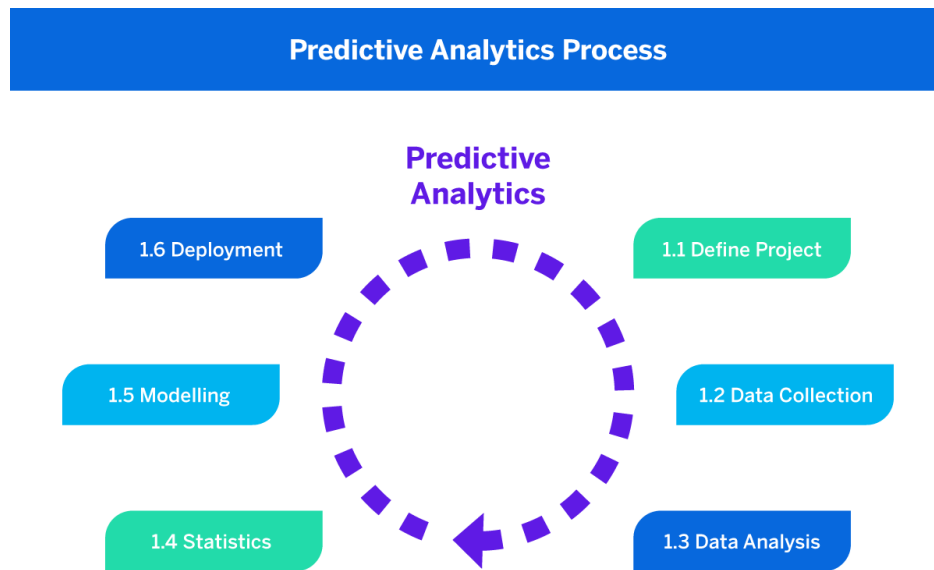 Predictive Analytics Process
Predictive
Analytics
1.6 Deployment
1.1 Define Project
1.5 Modelling
1.2 Data Collection
1.4 Statistics
1.3 Data Analysis